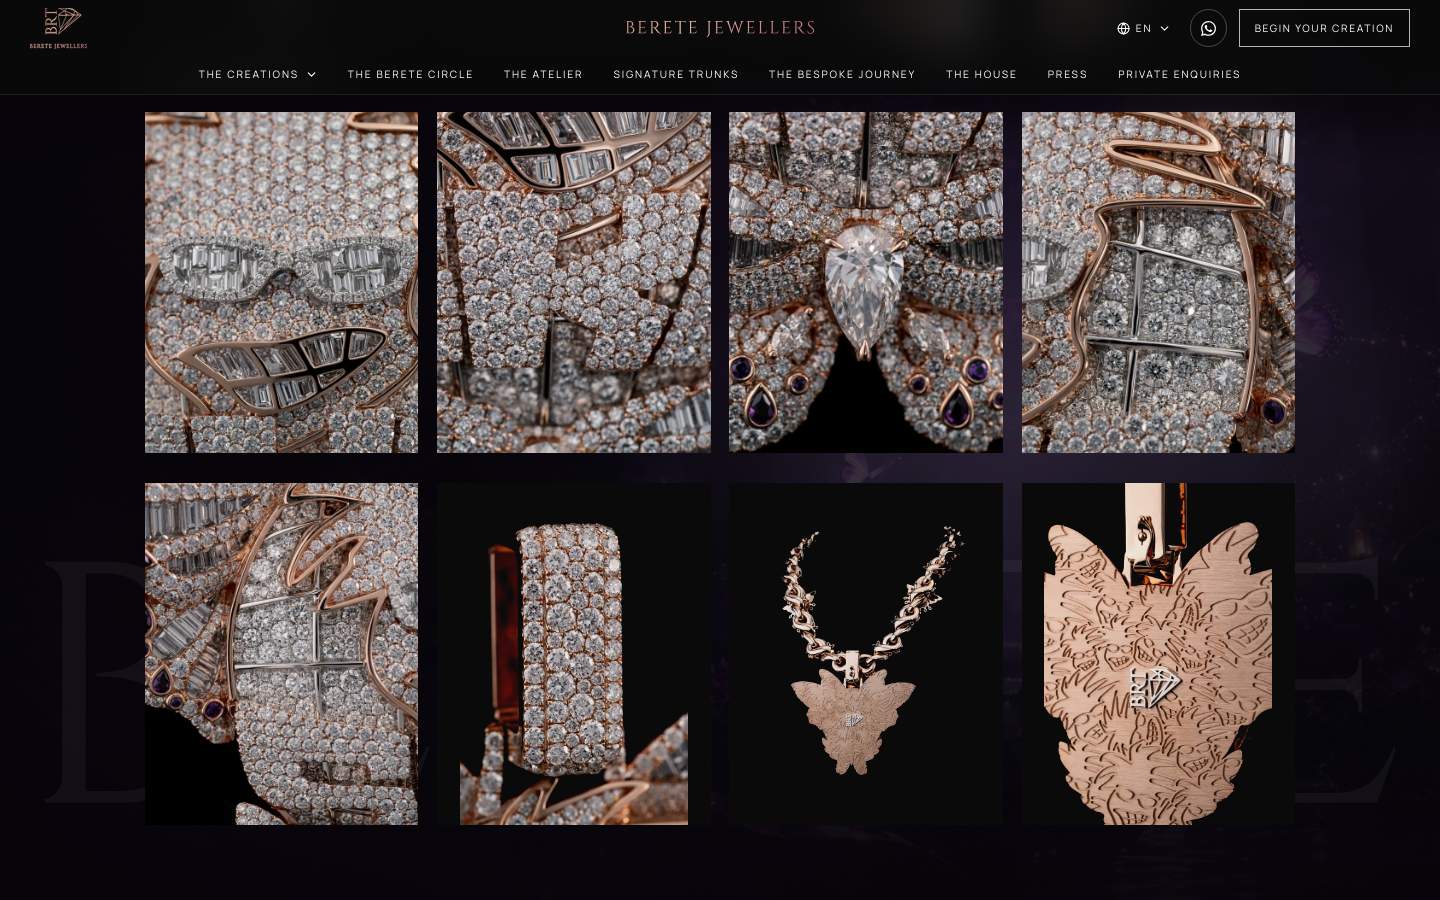 BRT
BERETE JEWELLERS
BERETE JEWELLERS
EN
BEGIN YOUR CREATION
THE CREATIONS
THE BERETE CIRCLE
THE ATELIER
SIGNATURE TRUNKS
THE BESPOKE JOURNEY
THE HOUSE
PRESS
PRIVATE ENQUIRIES
BRT